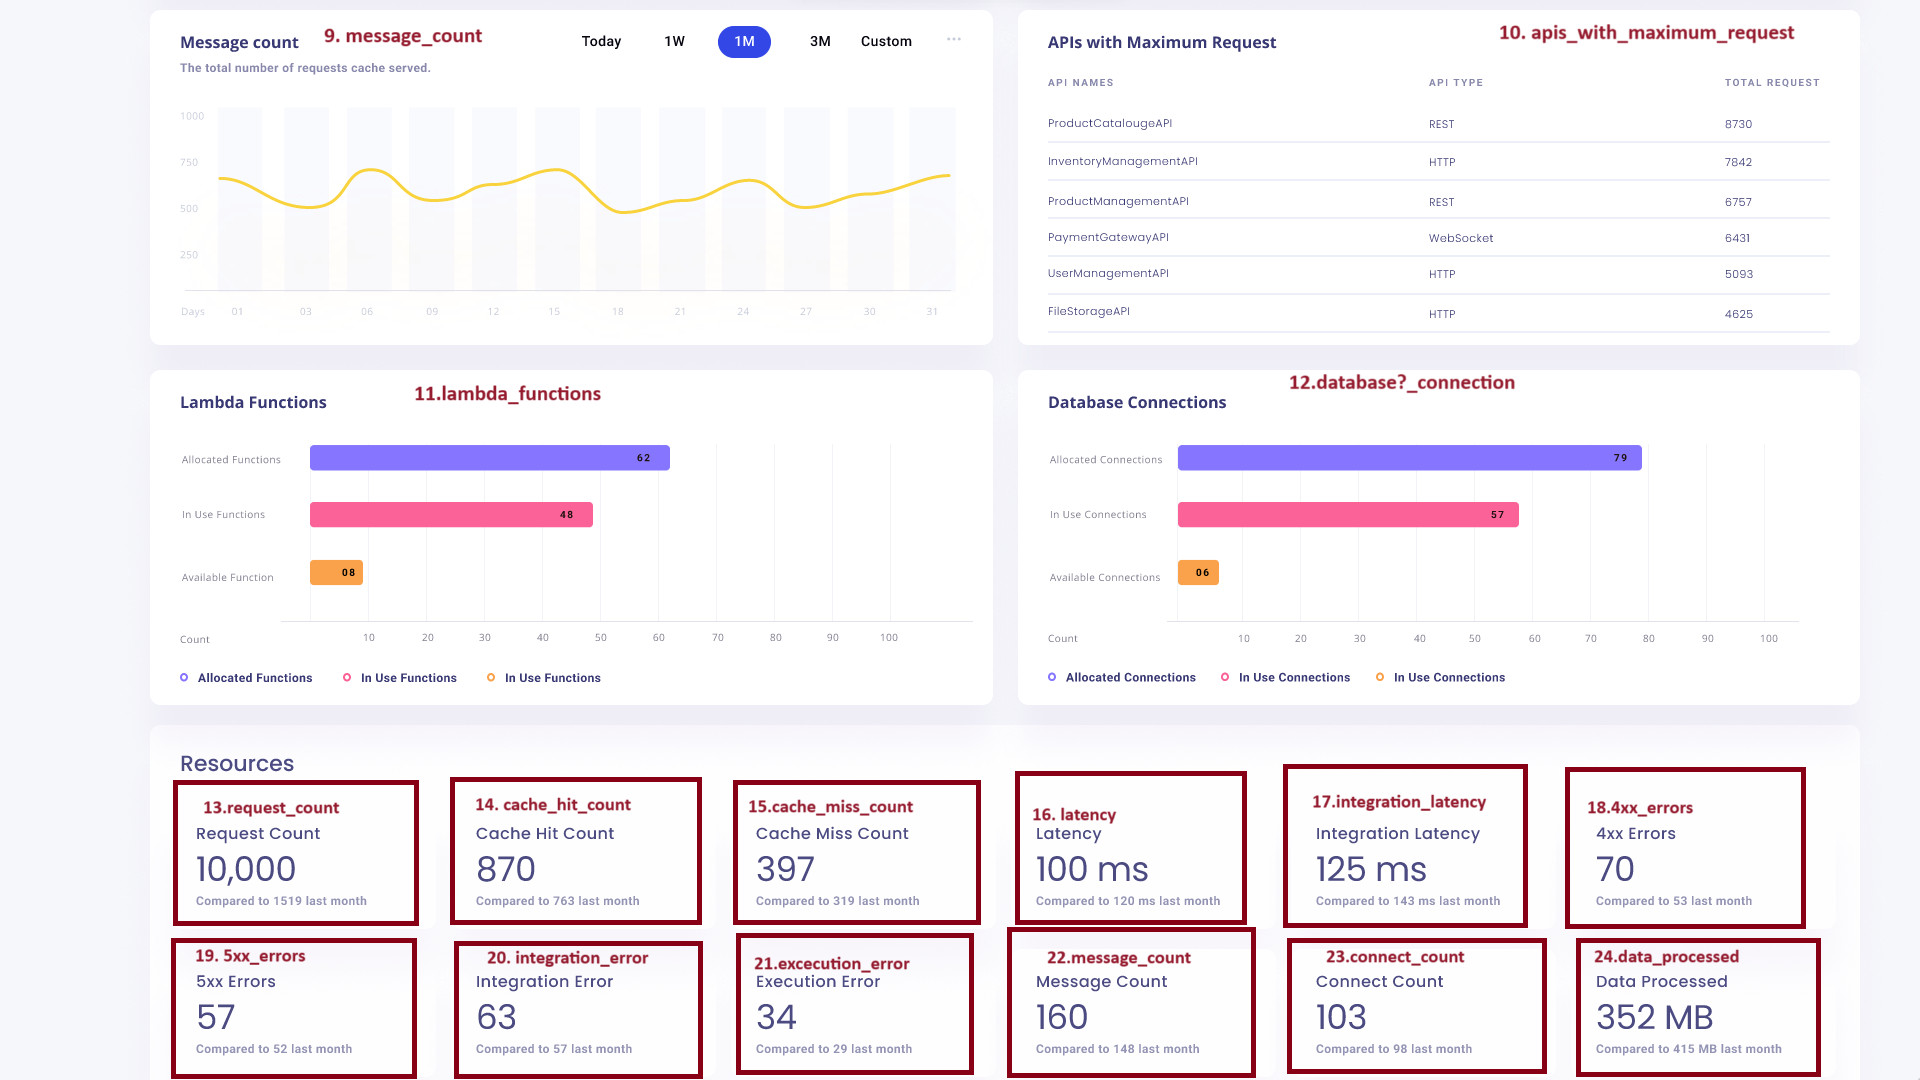 Message count 9. message_count Today 1W 1M 3M Custom
The total number of requests cache served.
1000
750
500
250
Days 01 03 06 09 12 15 18 21 24 27 30 31
APIs with Maximum Request 10. apis_with_maximum_request
API NAMES API TYPE TOTAL REQUEST
ProductCatalougeAPI REST 8730
InventoryManagementAPI HTTP 7842
ProductManagementAPI REST 6757
PaymentGatewayAPI WebSocket 6431
UserManagementAPI HTTP 5093
FileStorageAPI HTTP 4625
Lambda Functions 11.lambda_functions
Allocated Functions 62
In Use Functions 48
Available Function 08
Count 10 20 30 40 50 60 70 80 90 100
Allocated Functions In Use Functions In Use Functions
Database Connections 12.database?_connection
Allocated Connections 79
In Use Connections 57
Available Connections 06
Count 10 20 30 40 50 60 70 80 90 100
Allocated Connections In Use Connections In Use Connections
Resources
13.request_count
Request Count
10,000
Compared to 1519 last month
14. cache_hit_count
Cache Hit Count
870
Compared to 763 last month
15.cache_miss_count
Cache Miss Count
397
Compared to 319 last month
16. latency
Latency
100 ms
Compared to 120 ms last month
17.integration_latency
Integration Latency
125 ms
Compared to 143 ms last month
18.4xx_errors
4xx Errors
70
Compared to 53 last month
19. 5xx_errors
5xx Errors
57
Compared to 52 last month
20. integration_error
Integration Error
63
Compared to 57 last month
21.excecution_error
Execution Error
34
Compared to 29 last month
22.message_count
Message Count
160
Compared to 148 last month
23.connect_count
Connect Count
103
Compared to 98 last month
24.data_processed
Data Processed
352 MB
Compared to 415 MB last month